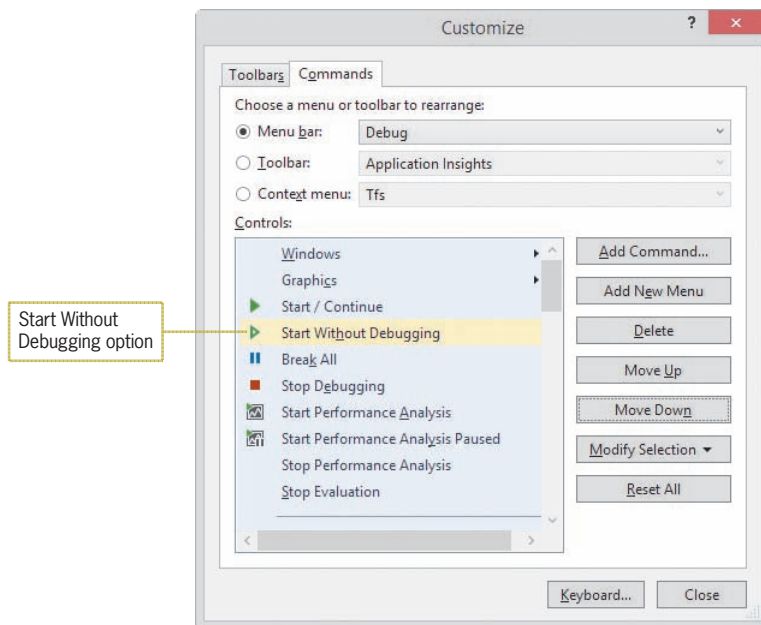 Customize
?
×
Toolbars
Commands
Choose a menu or toolbar to rearrange:
Menu bar:
Debug
Toolbar:
Application Insights
Context menu:
Tfs
Controls:
Windows
Graphics
Start / Continue
Start Without Debugging
Break All
Stop Debugging
Start Performance Analysis
Start Performance Analysis Paused
Stop Performance Analysis
Stop Evaluation
Add Command...
Add New Menu
Delete
Move Up
Move Down
Modify Selection
Reset All
Keyboard...
Close
Start Without
Debugging option